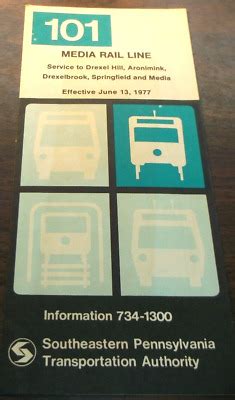 101
MEDIA RAIL LINE
Service to Drexel Hill, Aronimink,
Drexelbrook, Springfield and Media
Effective June 13, 1977
Information 734-1300
Southeastern Pennsylvania
Transportation Authority